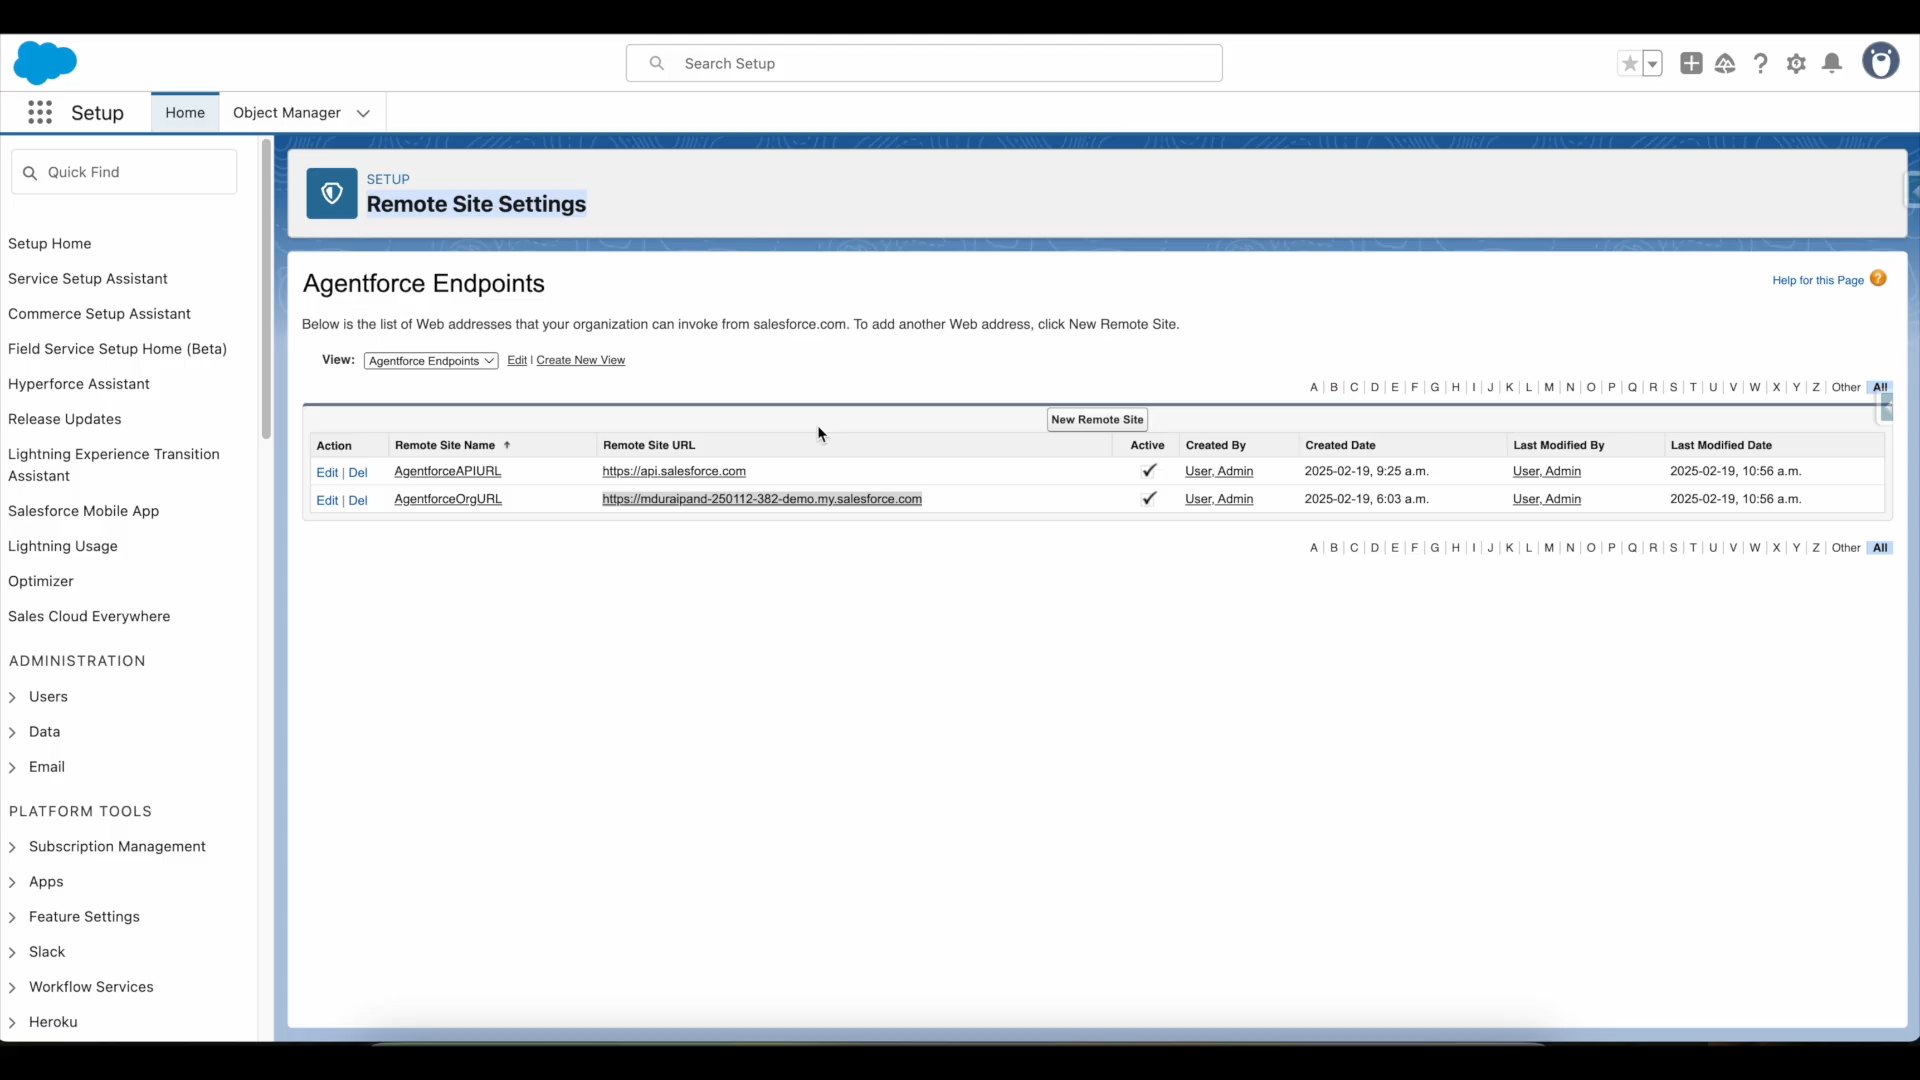 Search Setup
Setup
Home
Object Manager
Quick Find
Setup Home
Service Setup Assistant
Commerce Setup Assistant
Field Service Setup Home (Beta)
Hyperforce Assistant
Release Updates
Lightning Experience Transition
Assistant
Salesforce Mobile App
Lightning Usage
Optimizer
Sales Cloud Everywhere
ADMINISTRATION
Users
Data
Email
PLATFORM TOOLS
Subscription Management
Apps
Feature Settings
Slack
Workflow Services
Heroku
SETUP
Remote Site Settings
Agentforce Endpoints
Help for this Page
Below is the list of Web addresses that your organization can invoke from salesforce.com. To add another Web address, click New Remote Site.
View: Agentforce Endpoints Edit | Create New View
A | B | C | D | E | F | G | H | I | J | K | L | M | N | O | P | Q | R | S | T | U | V | W | X | Y | Z | Other All
New Remote Site
Action Remote Site Name Remote Site URL Active Created By Created Date Last Modified By Last Modified Date
Edit | Del AgentforceAPIURL https://api.salesforce.com User, Admin 2025-02-19, 9:25 a.m. User, Admin 2025-02-19, 10:56 a.m.
Edit | Del AgentforceOrgURL https://mduraipand-250112-382-demo.my.salesforce.com User, Admin 2025-02-19, 6:03 a.m. User, Admin 2025-02-19, 10:56 a.m.
A | B | C | D | E | F | G | H | I | J | K | L | M | N | O | P | Q | R | S | T | U | V | W | X | Y | Z | Other All